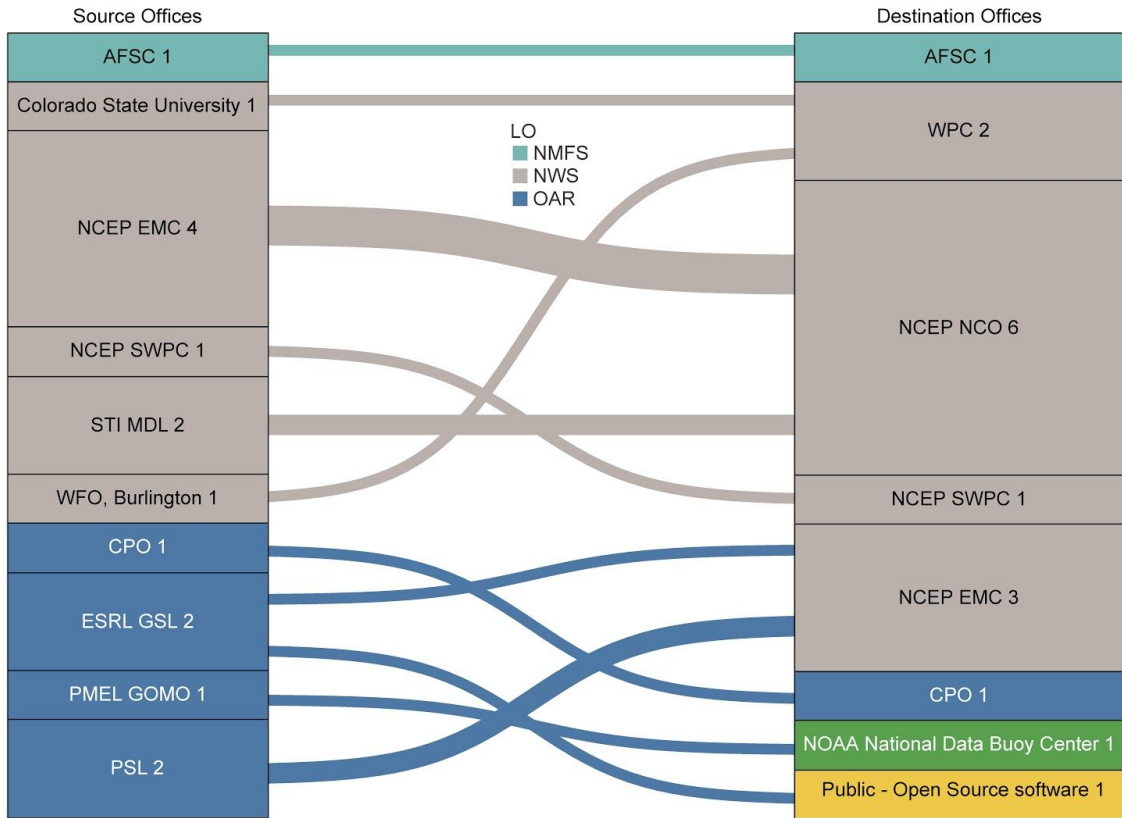 Source Offices
AFSC 1
Colorado State University 1
NCEP EMC 4
NCEP SWPC 1
STI MDL 2
WFO, Burlington 1
CPO 1
ESRL GSL 2
PMEL GOMO 1
PSL 2
LO
NMFS
NWS
OAR
Destination Offices
AFSC 1
WPC 2
NCEP NCO 6
NCEP SWPC 1
NCEP EMC 3
CPO 1
NOAA National Data Buoy Center 1
Public - Open Source software 1